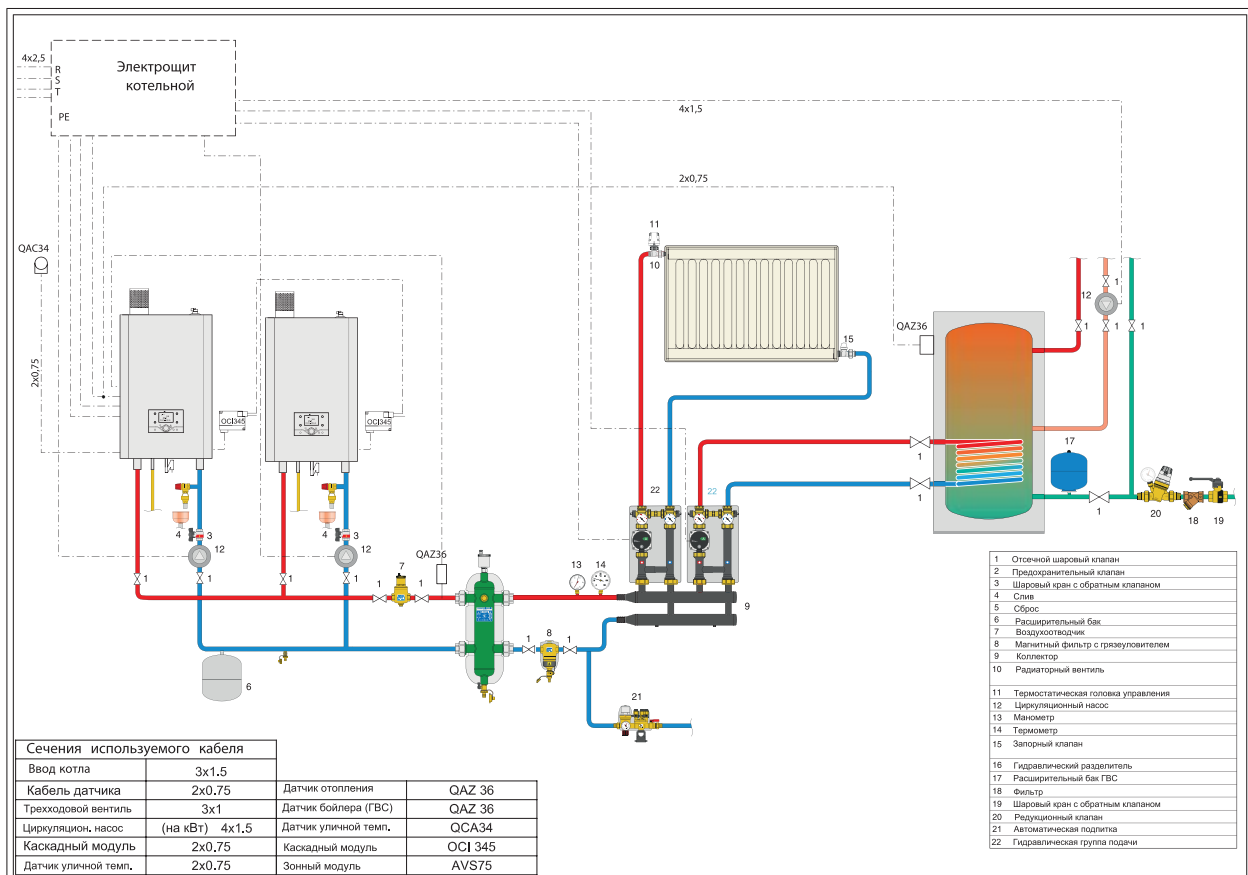 4x2,5
R
S
T
PE
Электрощит
котельной
4x1,5
2x0,75
QAC34
2x0,75
OCI345
OCI345
11
10
15
QAZ36
12
1
1
1
1
1
1
17
1
20
18
19
4
3
12
1
1
4
3
12
1
1
7
1
1
QAZ36
13
14
22
22
9
8
1
1
6
21
1 Отсечной шаровый клапан
2 Предохранительный клапан
3 Шаровый кран с обратным клапаном
4 Слив
5 Сброс
6 Расширительный бак
7 Воздухоотводчик
8 Магнитный фильтр с грязеуловителем
9 Коллектор
10 Радиаторный вентиль
11 Термостатическая головка управления
12 Циркуляционный насос
13 Манометр
14 Термометр
15 Запорный клапан
16 Гидравлический разделитель
17 Расширительный бак ГВС
18 Фильтр
19 Шаровый кран с обратным клапаном
20 Редукционный клапан
21 Автоматическая подпитка
22 Гидравлическая группа подачи
Сечения используемого кабеля
Ввод котла 3x1.5
Кабель датчика 2x0.75 Датчик отопления QAZ 36
Трехходовой вентиль 3x1 Датчик бойлера (ГВС) QAZ 36
Циркуляцион. насос (на кВт) 4x1.5 Датчик уличной темп. QCA34
Каскадный модуль 2x0.75 Каскадный модуль OCI 345
Датчик уличной темп. 2x0.75 Зонный модуль AVS75